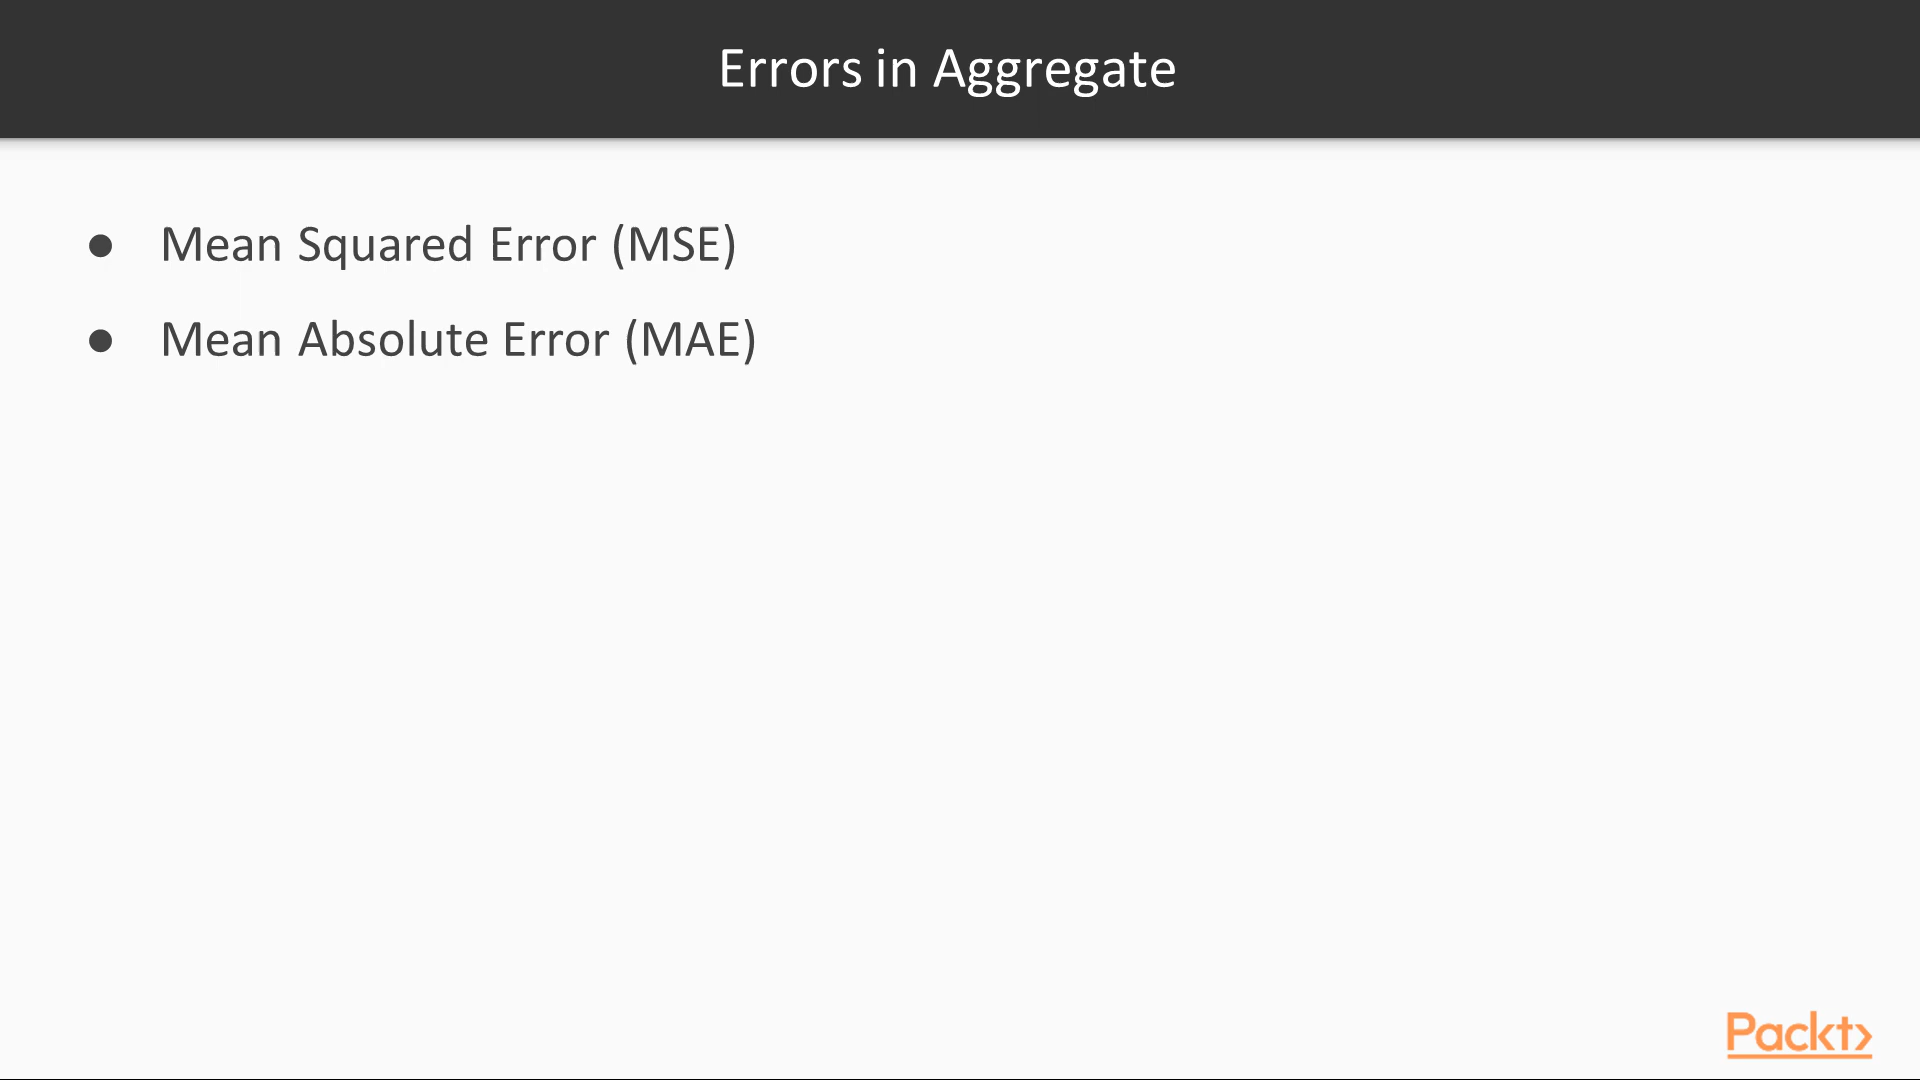 Errors in Aggregate
● Mean Squared Error (MSE)
● Mean Absolute Error (MAE)
Packt>